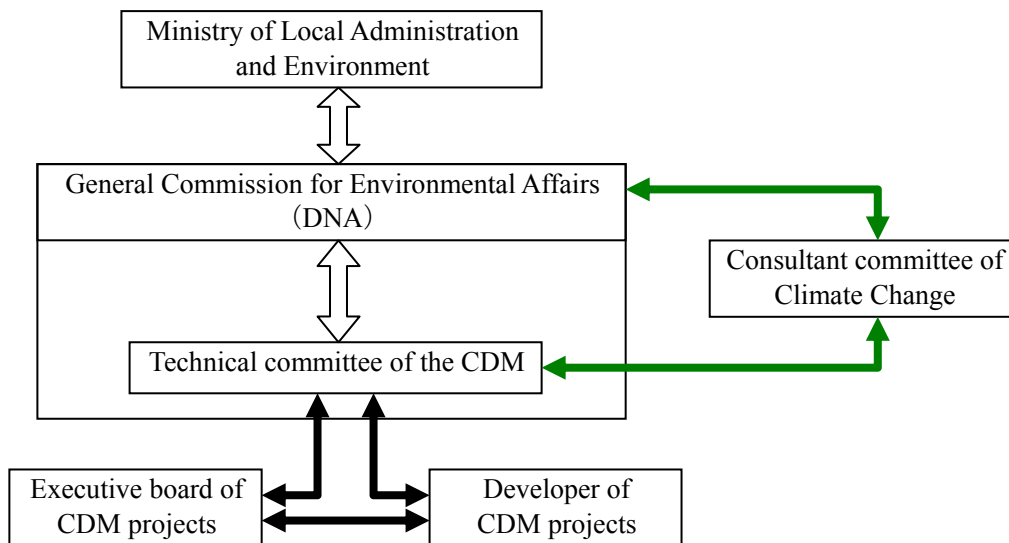 Ministry of Local Administration
and Environment
General Commission for Environmental Affairs
（DNA）
Consultant committee of
Climate Change
Technical committee of the CDM
Executive board of
CDM projects
Developer of
CDM projects